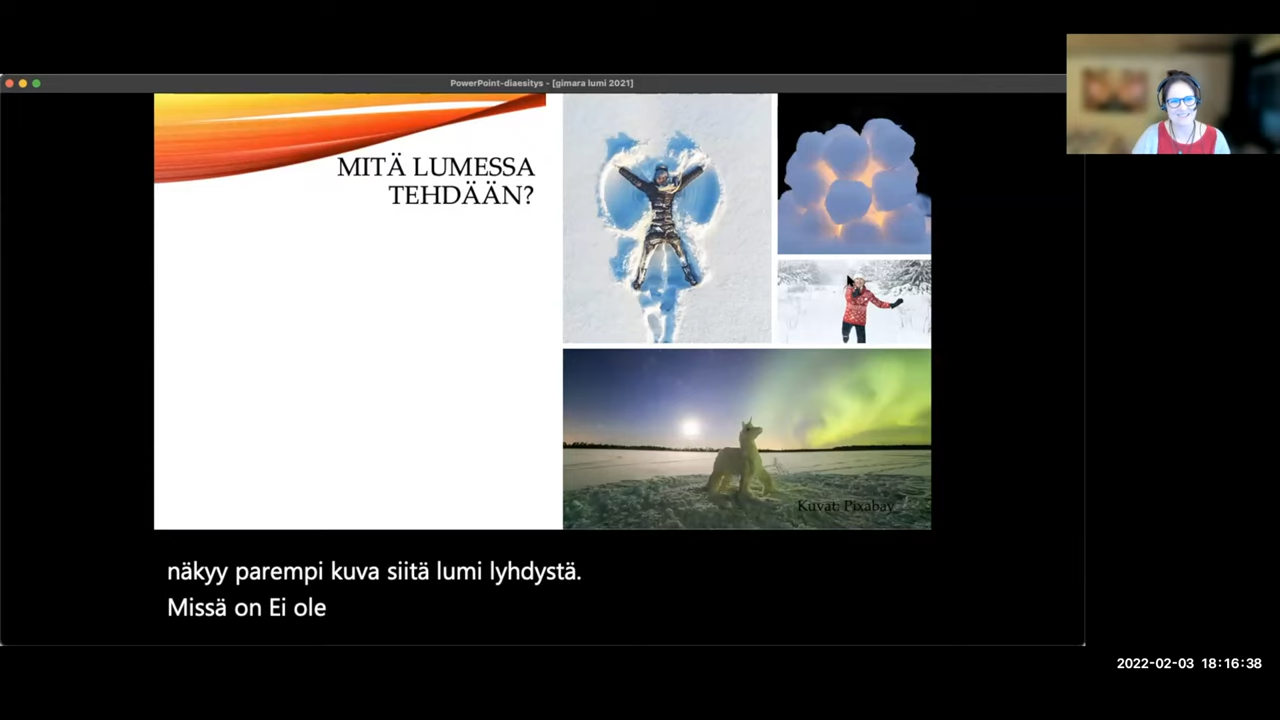 PowerPoint-diaesitys - [gimara lumi 2021]
MITÄ LUMESSA
TEHDÄÄN?
Kuvat: Pixabay
näkyy parempi kuva siitä lumi lyhdystä.
Missä on Ei ole
2022-02-03 18:16:38